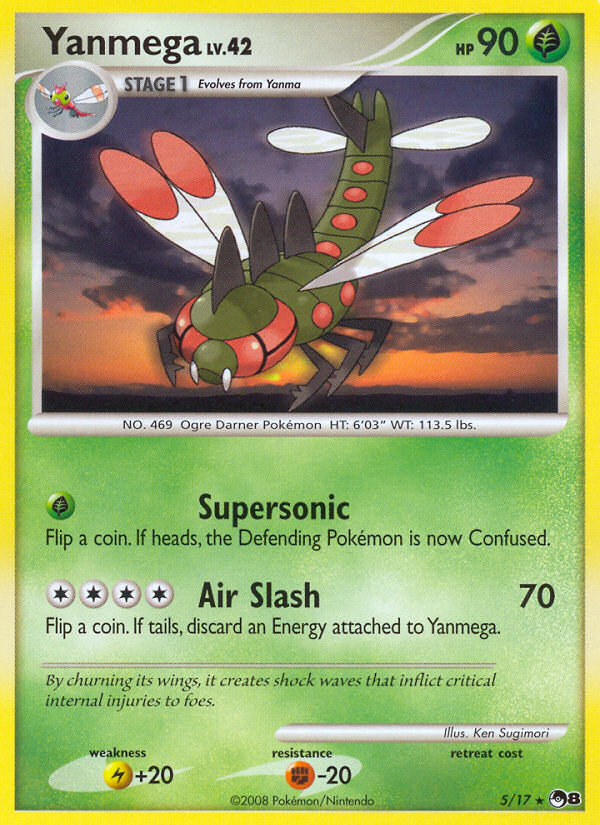 Yanmega LV.42 HP 90
STAGE 1 Evolves from Yanma
NO. 469 Ogre Darner Pokémon HT: 6'03" WT: 113.5 lbs.
Supersonic
Flip a coin. If heads, the Defending Pokémon is now Confused.
Air Slash 70
Flip a coin. If tails, discard an Energy attached to Yanmega.
By churning its wings, it creates shock waves that inflict critical
internal injuries to foes.
Illus. Ken Sugimori
weakness resistance retreat cost
+20 -20
©2008 Pokémon/Nintendo 5/17 ★ 8